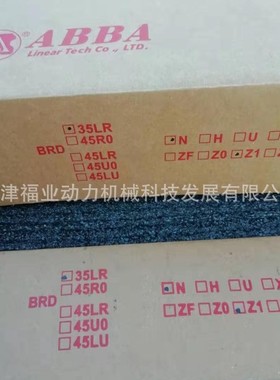 ABBA
Linear Tech Co., LTD.
35LR
45R0
BRD
45LR
45U0
45LU
N H U
ZF Z0 Z1
津福业动力机械科技发展有限
35LR
45R0
BRD
45LR
45U0
45LU
N H U
ZF Z0 Z1